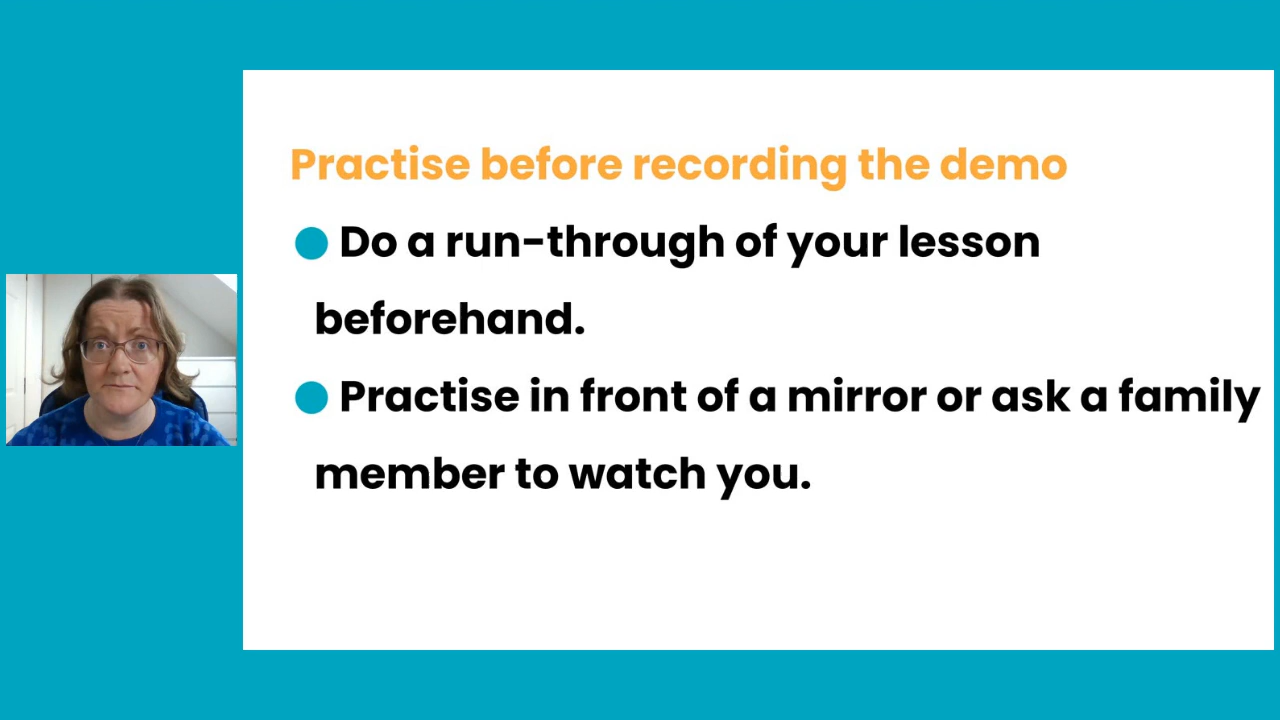 Practise before recording the demo
Do a run-through of your lesson
beforehand.
Practise in front of a mirror or ask a family
member to watch you.